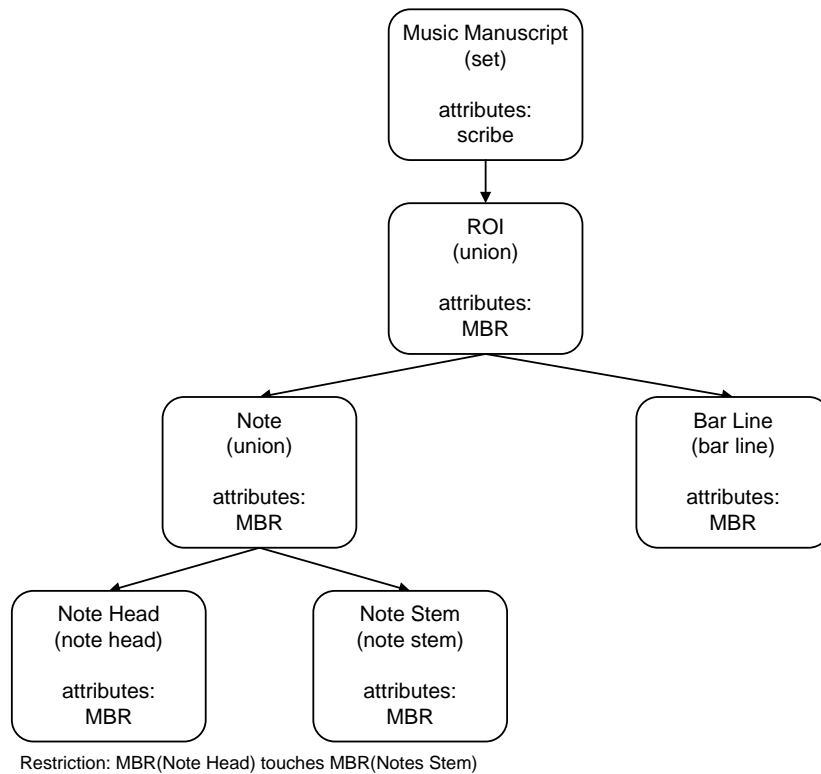 Music Manuscript
(set)
attributes:
scribe
ROI
(union)
attributes:
MBR
Note
(union)
attributes:
MBR
Bar Line
(bar line)
attributes:
MBR
Note Head
(note head)
attributes:
MBR
Note Stem
(note stem)
attributes:
MBR
Restriction: MBR(Note Head) touches MBR(Notes Stem)